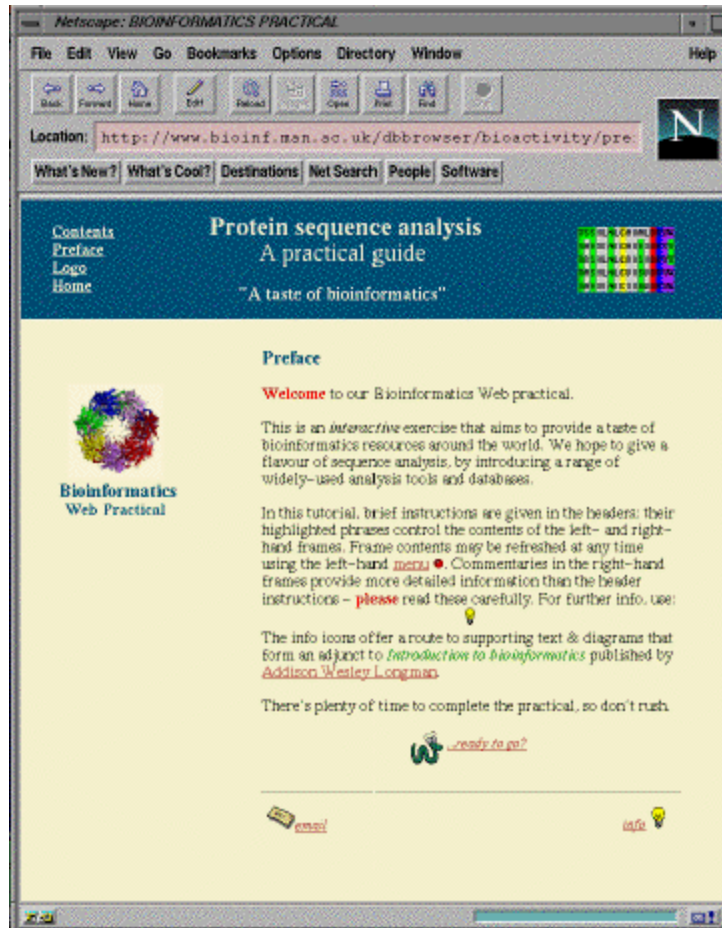 Netscape: BIOINFORMATICS PRACTICAL
File Edit View Go Bookmarks Options Directory Window Help
Back Forward Home Edit Reload Open Print Find
Location: http://www.bioinf.man.ac.uk/dbbrowser/bioactivity/pre
N
What's New? What's Cool? Destinations Net Search People Software
Contents
Preface
Logo
Home
Protein sequence analysis
A practical guide
"A taste of bioinformatics"
Bioinformatics
Web Practical
Preface
Welcome to our Bioinformatics Web practical.
This is an interactive exercise that aims to provide a taste of
bioinformatics resources around the world. We hope to give a
flavour of sequence analysis, by introducing a range of
widely-used analysis tools and databases.
In this tutorial, brief instructions are given in the headers: their
highlighted phrases control the contents of the left- and right-
hand frames. Frame contents may be refreshed at any time
using the left-hand menu . Commentaries in the right-hand
frames provide more detailed information than the header
instructions - please read these carefully. For further info, use:
The info icons offer a route to supporting text & diagrams that
form an adjunct to Introduction to bioinformatics published by
Addison Wesley Longman.
There's plenty of time to complete the practical, so don't rush.
...ready to go?
email
info